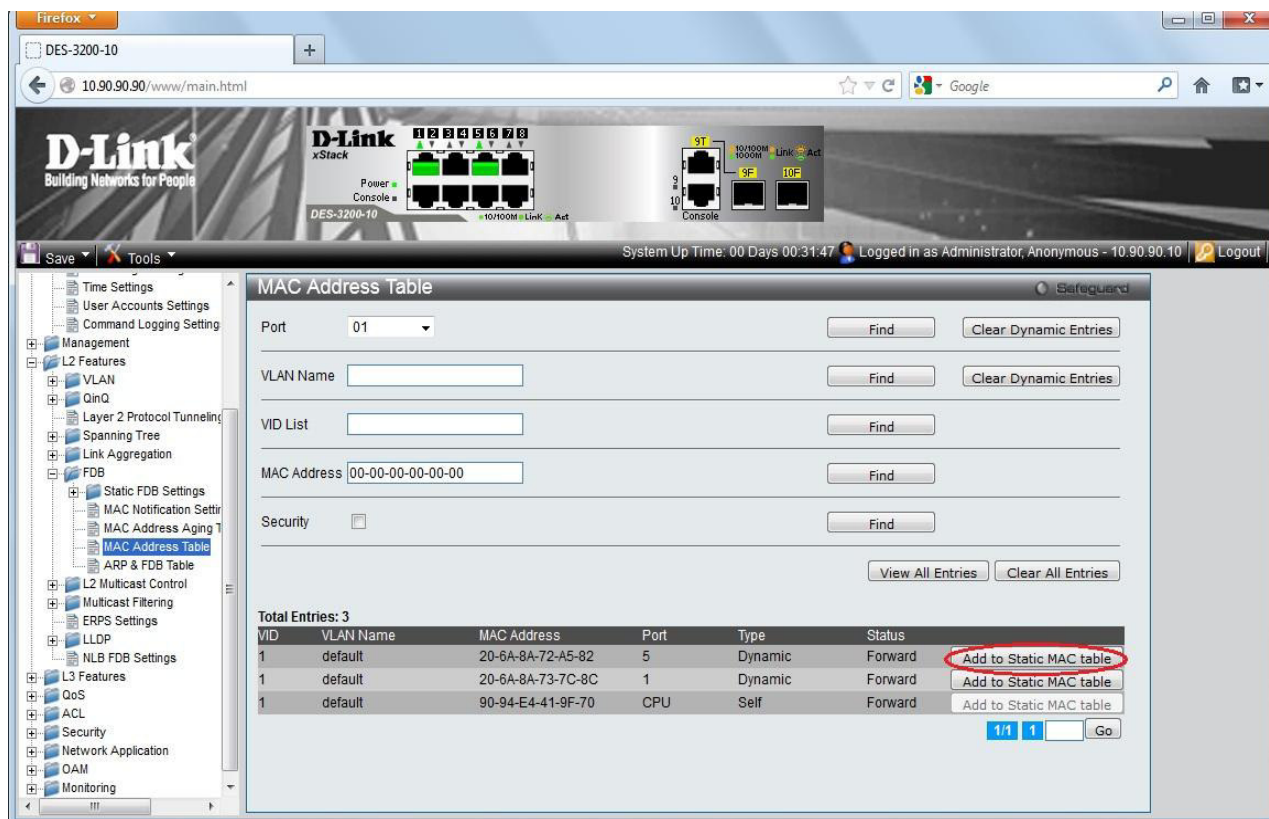 Firefox
DES-3200-10
10.90.90.90/www/main.html
Google
D-Link
Building Networks for People
D-Link
xStack
1 2 3 4 5 6 7 8
Power
Console
DES-3200-10
10/100M Link Act
9T
10/100M
1000M
Link Act
9F
10F
9
10
Console
Save
Tools
System Up Time: 00 Days 00:31:47
Logged in as Administrator, Anonymous - 10.90.90.10
Logout
Time Settings
User Accounts Settings
Command Logging Setting
Management
L2 Features
VLAN
QinQ
Layer 2 Protocol Tunneling
Spanning Tree
Link Aggregation
FDB
Static FDB Settings
MAC Notification Settin
MAC Address Aging T
MAC Address Table
ARP & FDB Table
L2 Multicast Control
Multicast Filtering
ERPS Settings
LLDP
NLB FDB Settings
L3 Features
QoS
ACL
Security
Network Application
OAM
Monitoring
MAC Address Table
Safeguard
Port 01 Find Clear Dynamic Entries
VLAN Name Find Clear Dynamic Entries
VID List Find
MAC Address 00-00-00-00-00-00 Find
Security Find
View All Entries Clear All Entries
Total Entries: 3
VID VLAN Name MAC Address Port Type Status
1 default 20-6A-8A-72-A5-82 5 Dynamic Forward Add to Static MAC table
1 default 20-6A-8A-73-7C-8C 1 Dynamic Forward Add to Static MAC table
1 default 90-94-E4-41-9F-70 CPU Self Forward Add to Static MAC table
1/1 1 Go